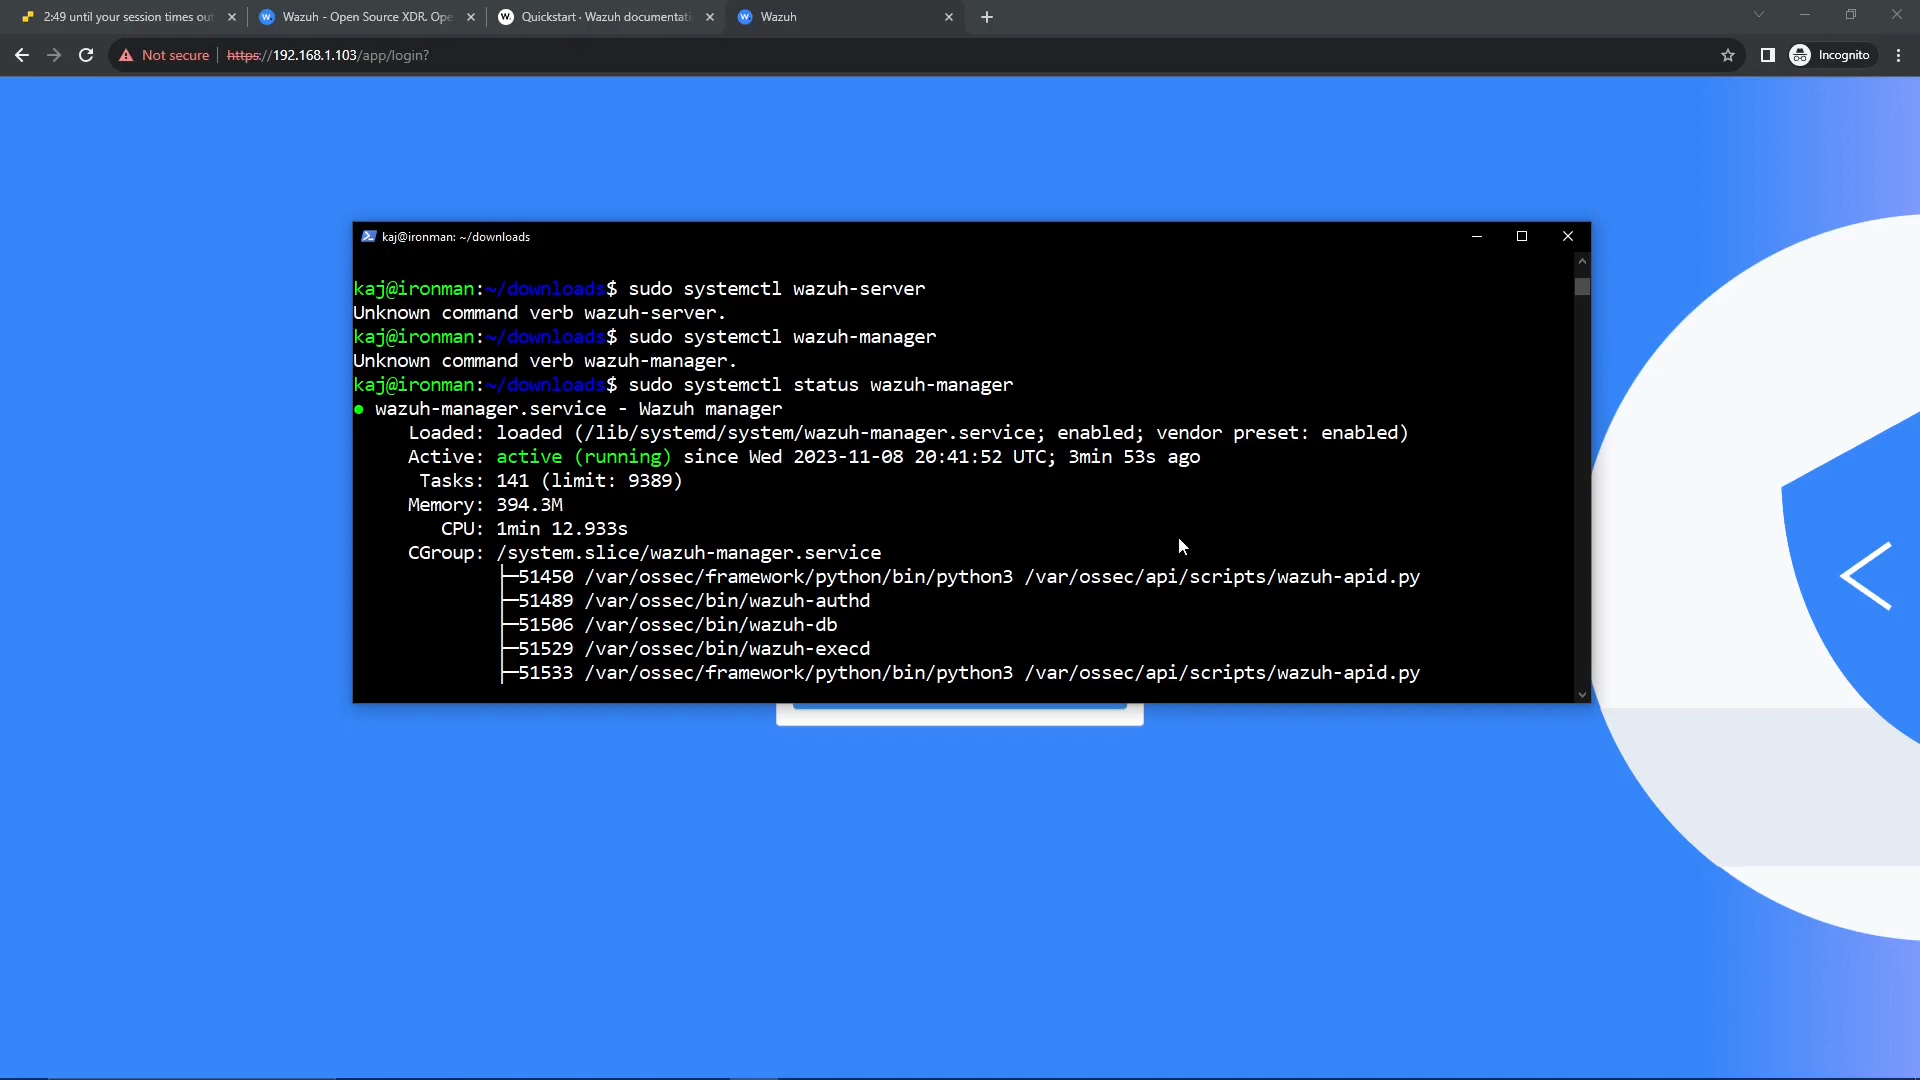 2:49 until your session times ou
Wazuh - Open Source XDR. Ope
Quickstart · Wazuh documentati
Wazuh
Not secure
https://192.168.1.103/app/login?
Incognito
kaj@ironman: ~/downloads
kaj@ironman:~/downloads$ sudo systemctl wazuh-server
Unknown command verb wazuh-server.
kaj@ironman:~/downloads$ sudo systemctl wazuh-manager
Unknown command verb wazuh-manager.
kaj@ironman:~/downloads$ sudo systemctl status wazuh-manager
● wazuh-manager.service - Wazuh manager
Loaded: loaded (/lib/systemd/system/wazuh-manager.service; enabled; vendor preset: enabled)
Active: active (running) since Wed 2023-11-08 20:41:52 UTC; 3min 53s ago
Tasks: 141 (limit: 9389)
Memory: 394.3M
CPU: 1min 12.933s
CGroup: /system.slice/wazuh-manager.service
├─51450 /var/ossec/framework/python/bin/python3 /var/ossec/api/scripts/wazuh-apid.py
├─51489 /var/ossec/bin/wazuh-authd
├─51506 /var/ossec/bin/wazuh-db
├─51529 /var/ossec/bin/wazuh-execd
├─51533 /var/ossec/framework/python/bin/python3 /var/ossec/api/scripts/wazuh-apid.py